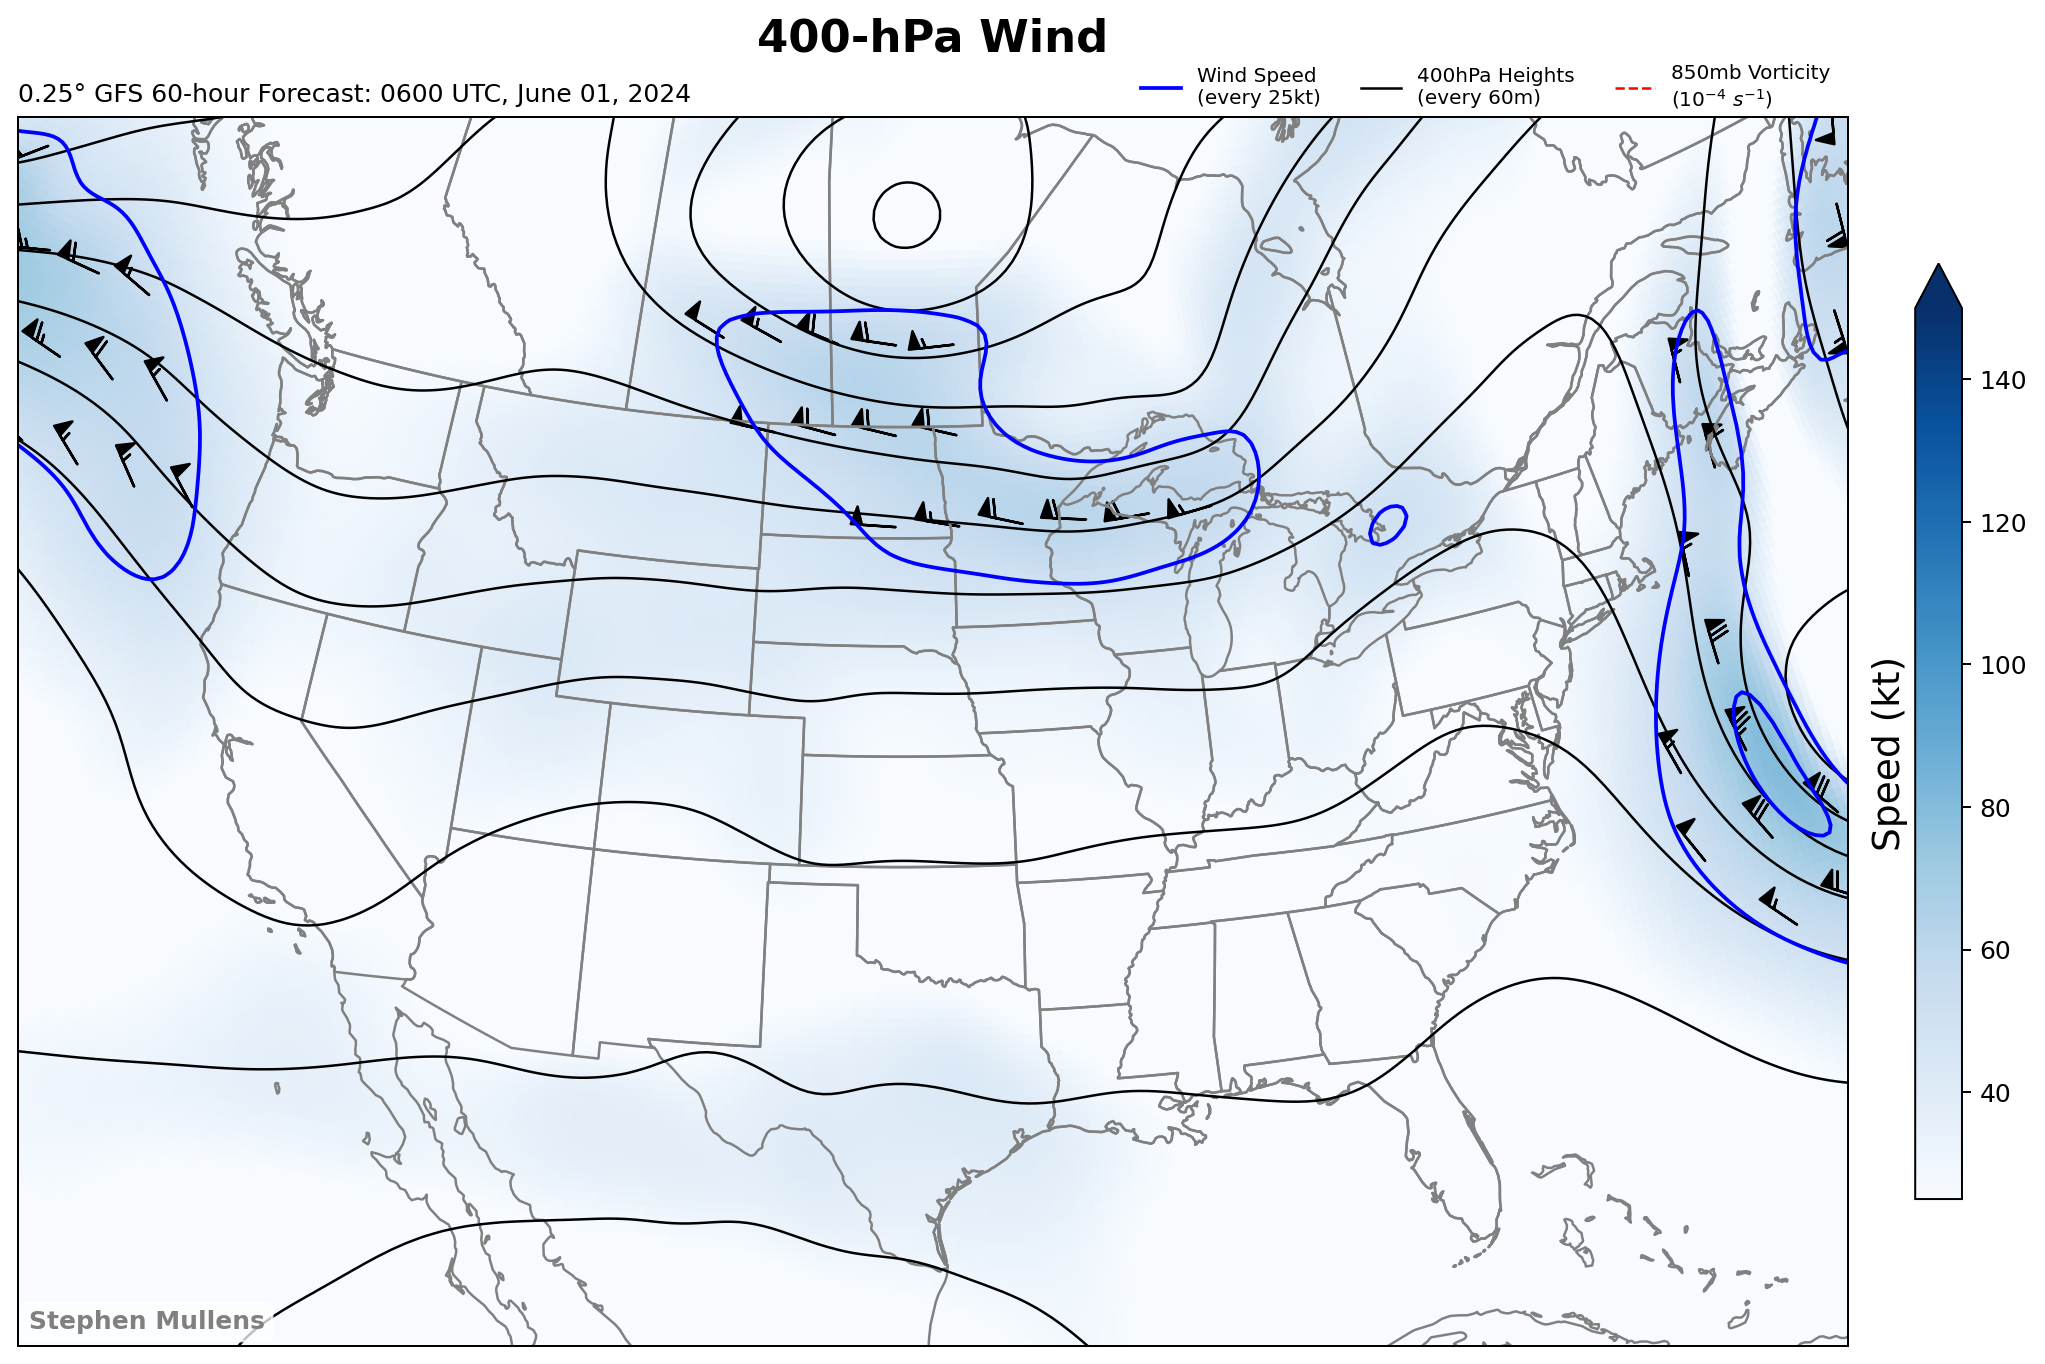 400-hPa Wind
0.25° GFS 60-hour Forecast: 0600 UTC, June 01, 2024
Wind Speed
(every 25kt)
400hPa Heights
(every 60m)
850mb Vorticity
(10⁻⁴ s⁻¹)
140
120
100
80
60
40
Speed (kt)
Stephen Mullens